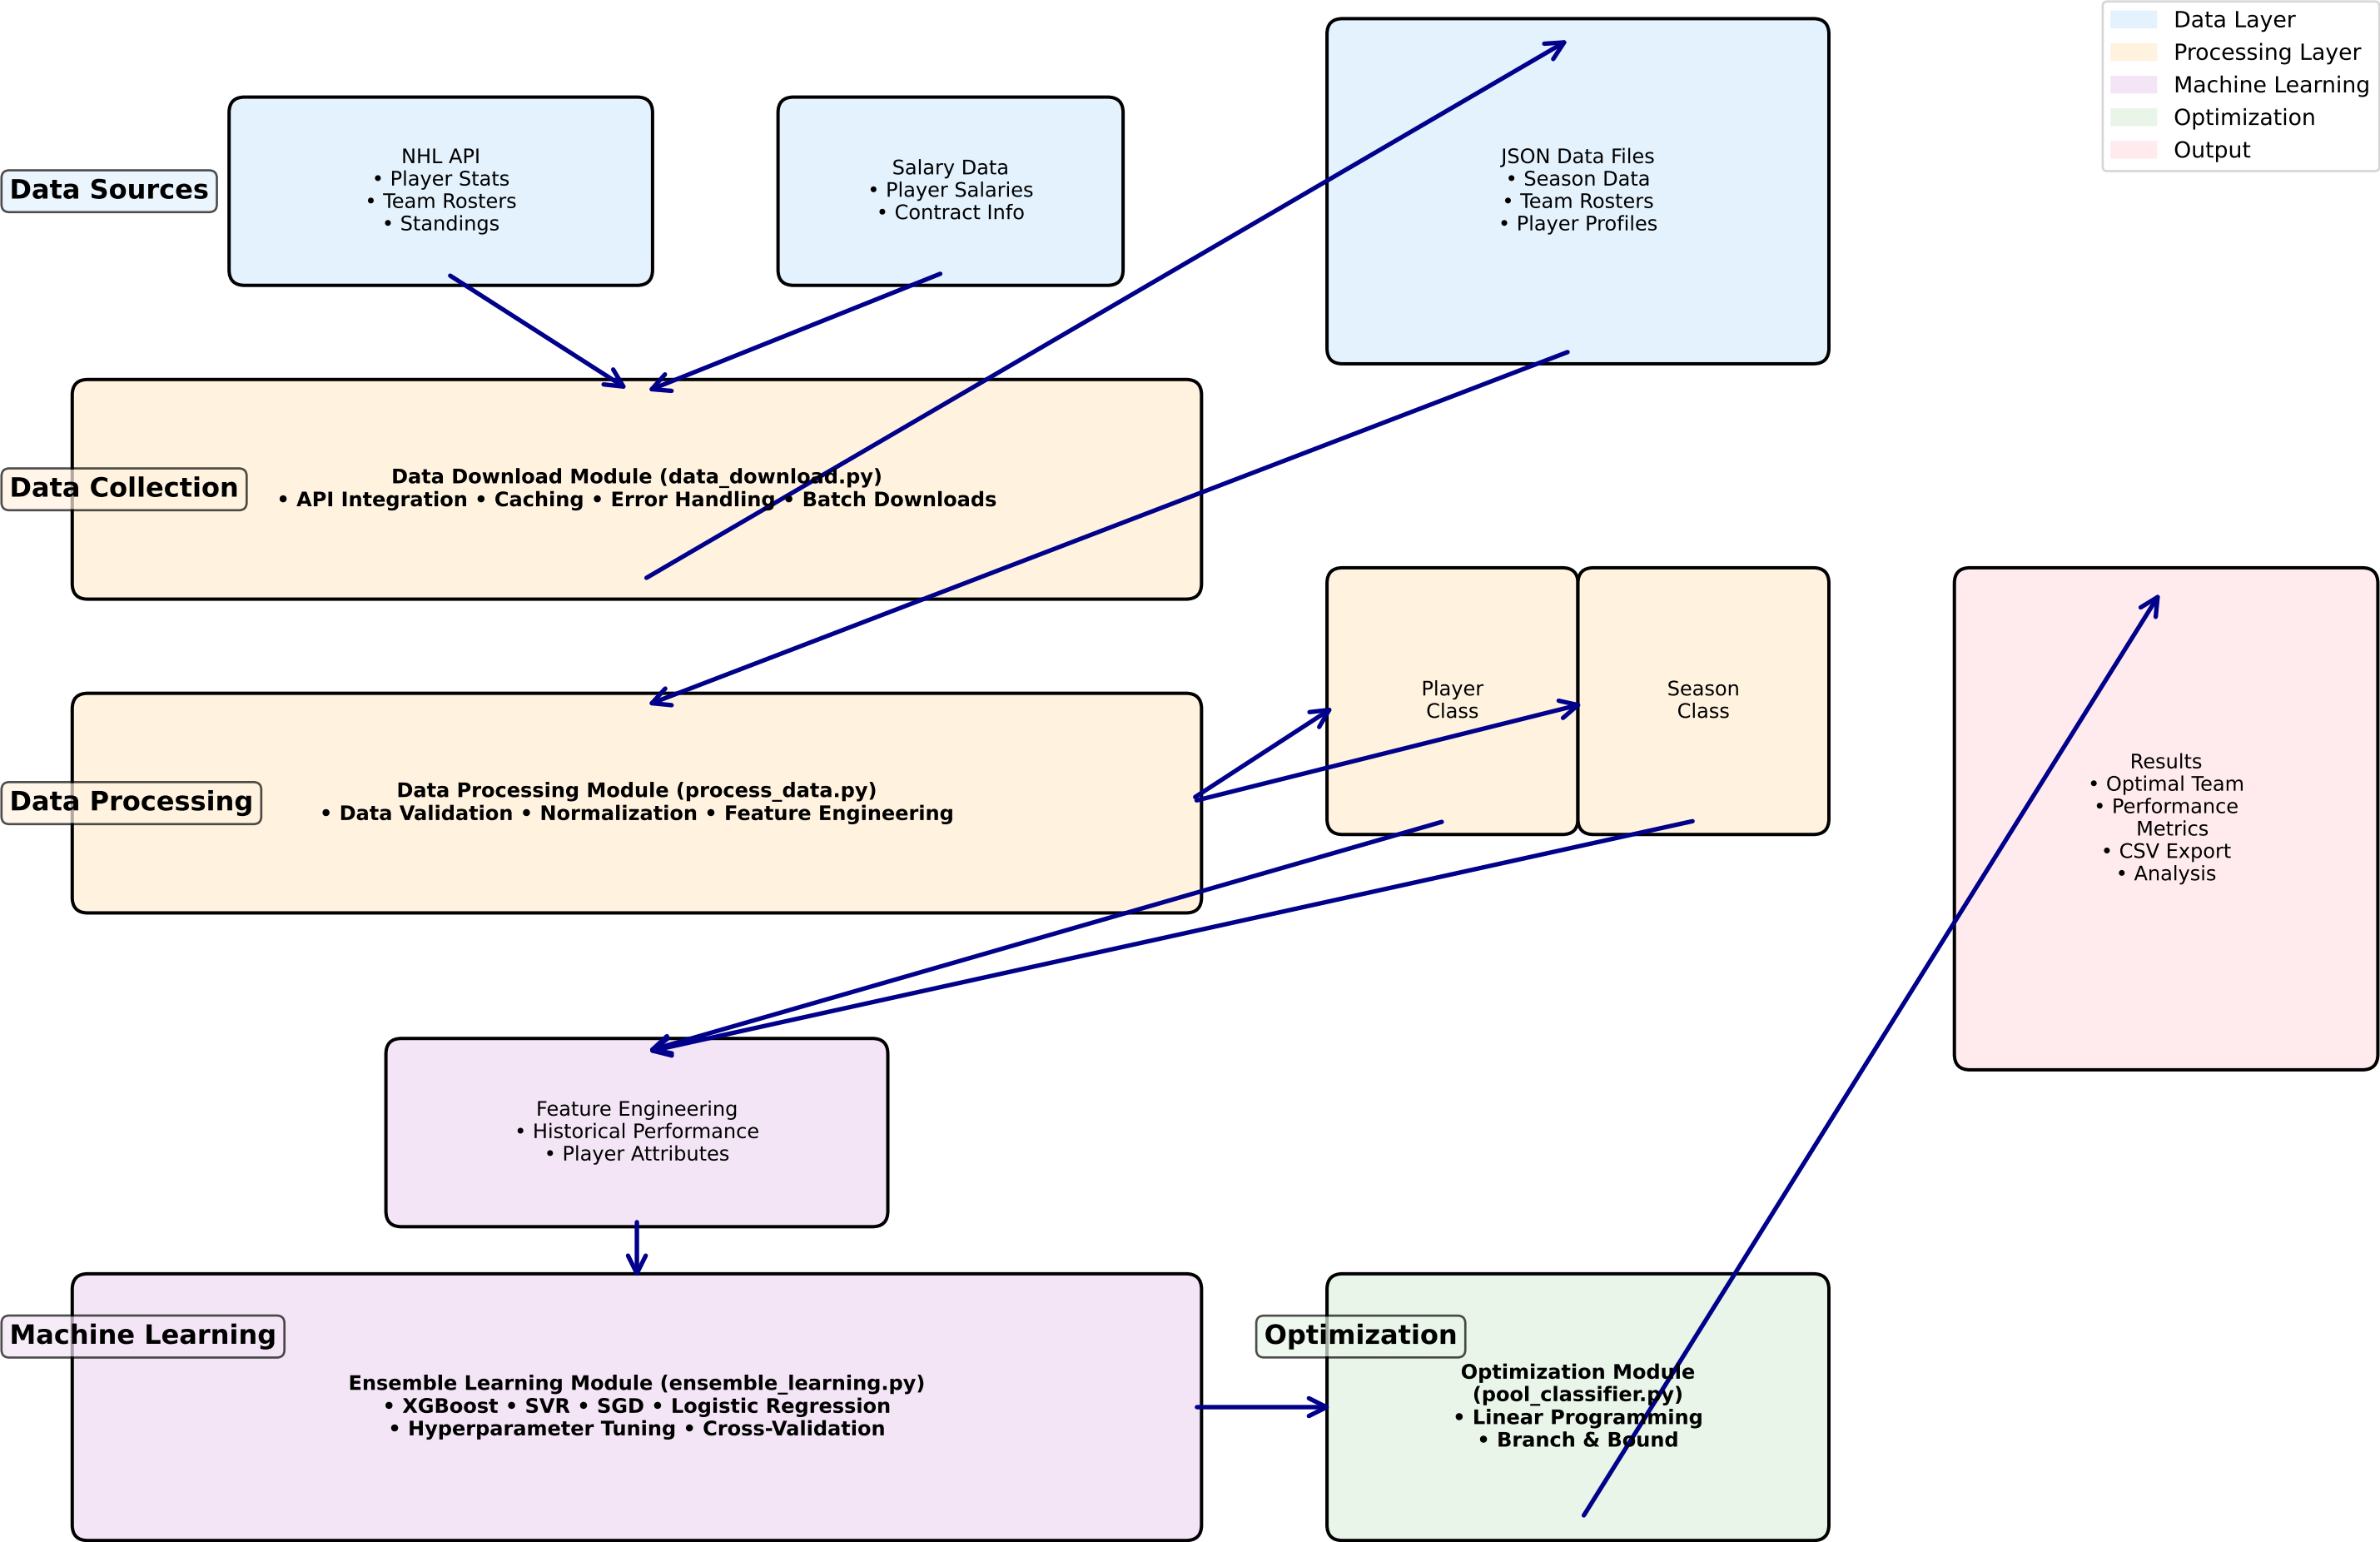 Data Layer
Processing Layer
Machine Learning
Optimization
Output
Data Sources
NHL API
• Player Stats
• Team Rosters
• Standings
Salary Data
• Player Salaries
• Contract Info
JSON Data Files
• Season Data
• Team Rosters
• Player Profiles
Data Collection
Data Download Module (data_download.py)
• API Integration • Caching • Error Handling • Batch Downloads
Data Processing
Data Processing Module (process_data.py)
• Data Validation • Normalization • Feature Engineering
Player
Class
Season
Class
Results
• Optimal Team
• Performance
Metrics
• CSV Export
• Analysis
Feature Engineering
• Historical Performance
• Player Attributes
Machine Learning
Ensemble Learning Module (ensemble_learning.py)
• XGBoost • SVR • SGD • Logistic Regression
• Hyperparameter Tuning • Cross-Validation
Optimization
Optimization Module
(pool_classifier.py)
• Linear Programming
• Branch & Bound